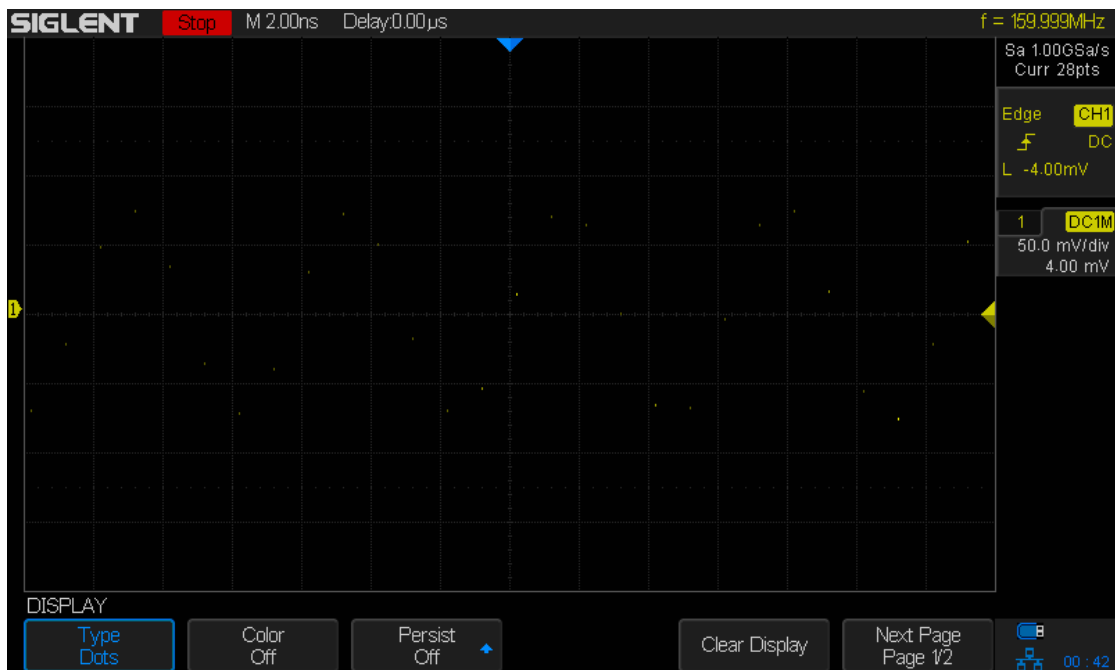 SIGLENT Stop M 2.00ns Delay:0.00µs f = 159.999MHz
Sa 1.00GSa/s
Curr 28pts
Edge CH1
DC
L -4.00mV
1 DC1M
50.0 mV/div
4.00 mV
1
DISPLAY
Type
Dots
Color
Off
Persist
Off
Clear Display
Next Page
Page 1/2
00 : 42